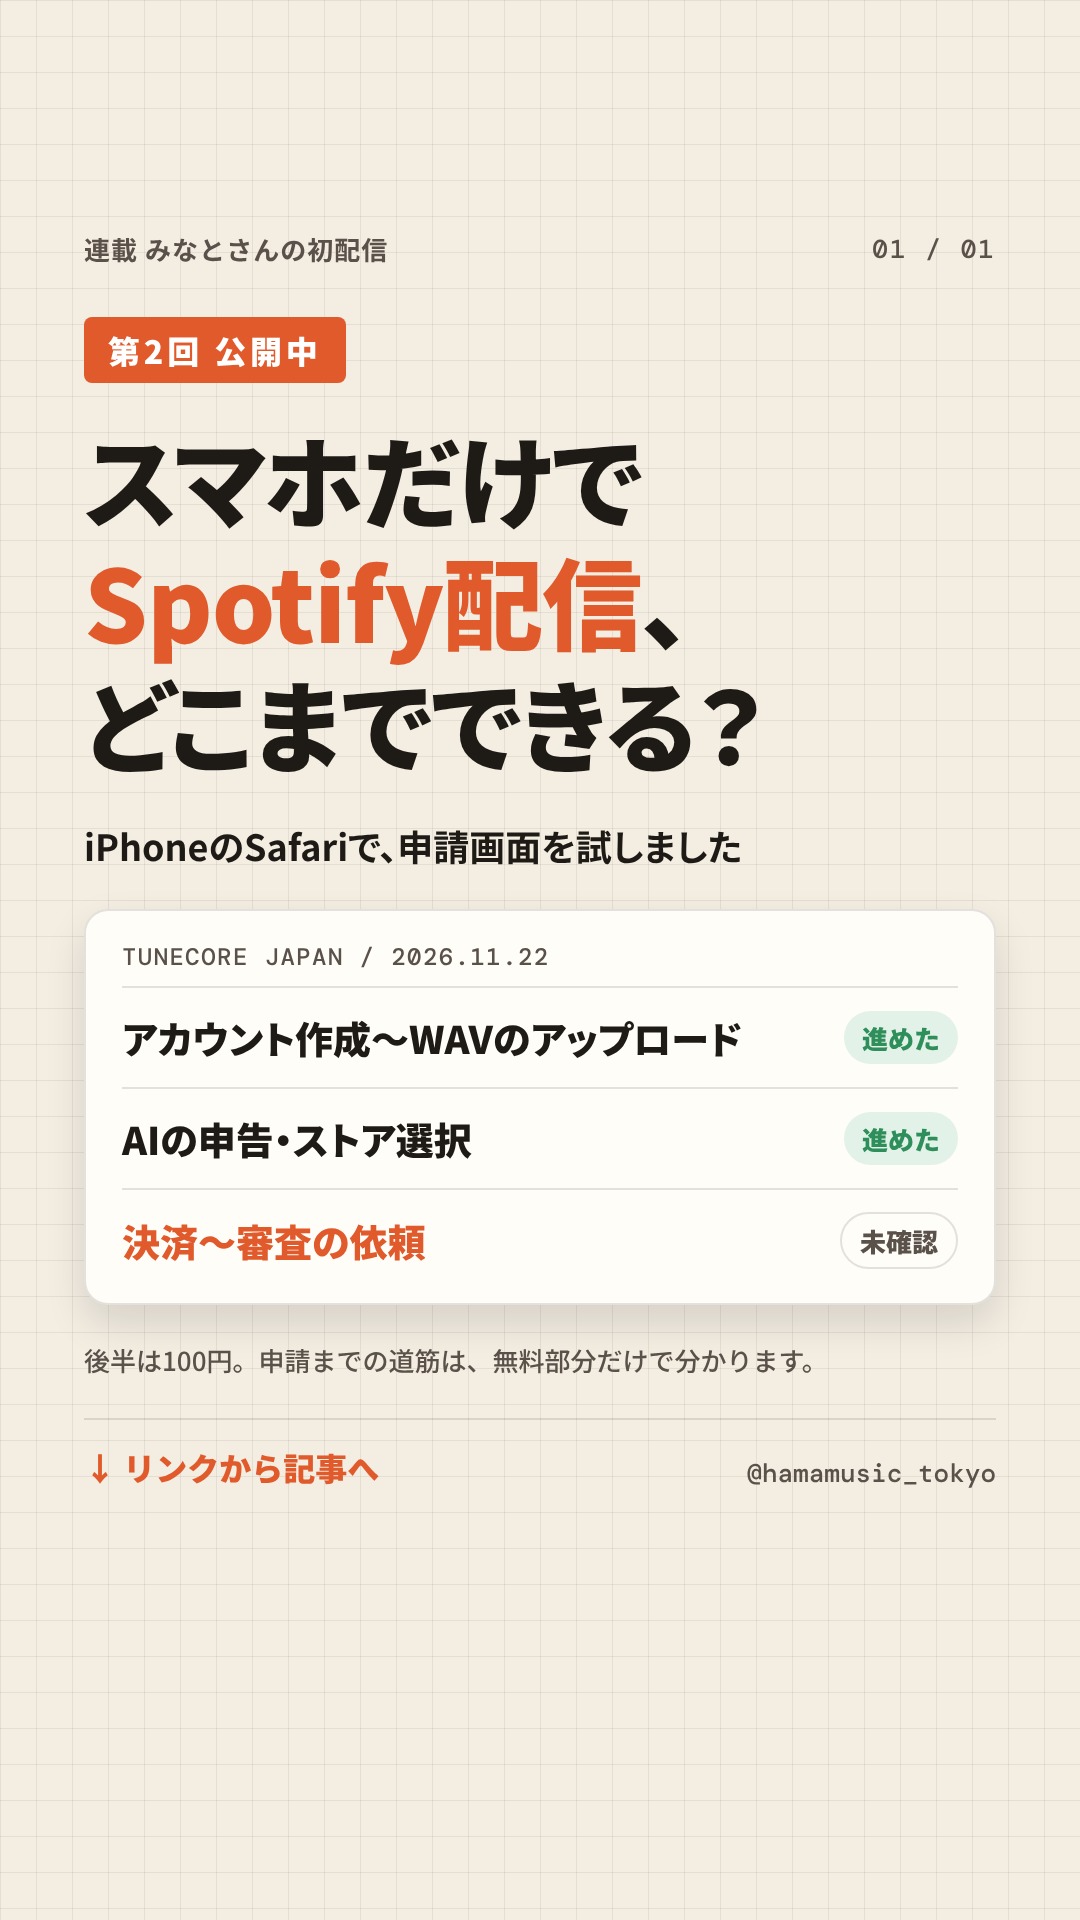 連載 みなとさんの初配信
01 / 01
第2回 公開中
スマホだけで
Spotify配信、
どこまでできる？
iPhoneのSafariで、申請画面を試しました
TUNECORE JAPAN / 2026.11.22
アカウント作成〜WAVのアップロード 進めた
AIの申告・ストア選択 進めた
決済〜審査の依頼 未確認
後半は100円。申請までの道筋は、無料部分だけで分かります。
↓ リンクから記事へ
@hamamusic_tokyo